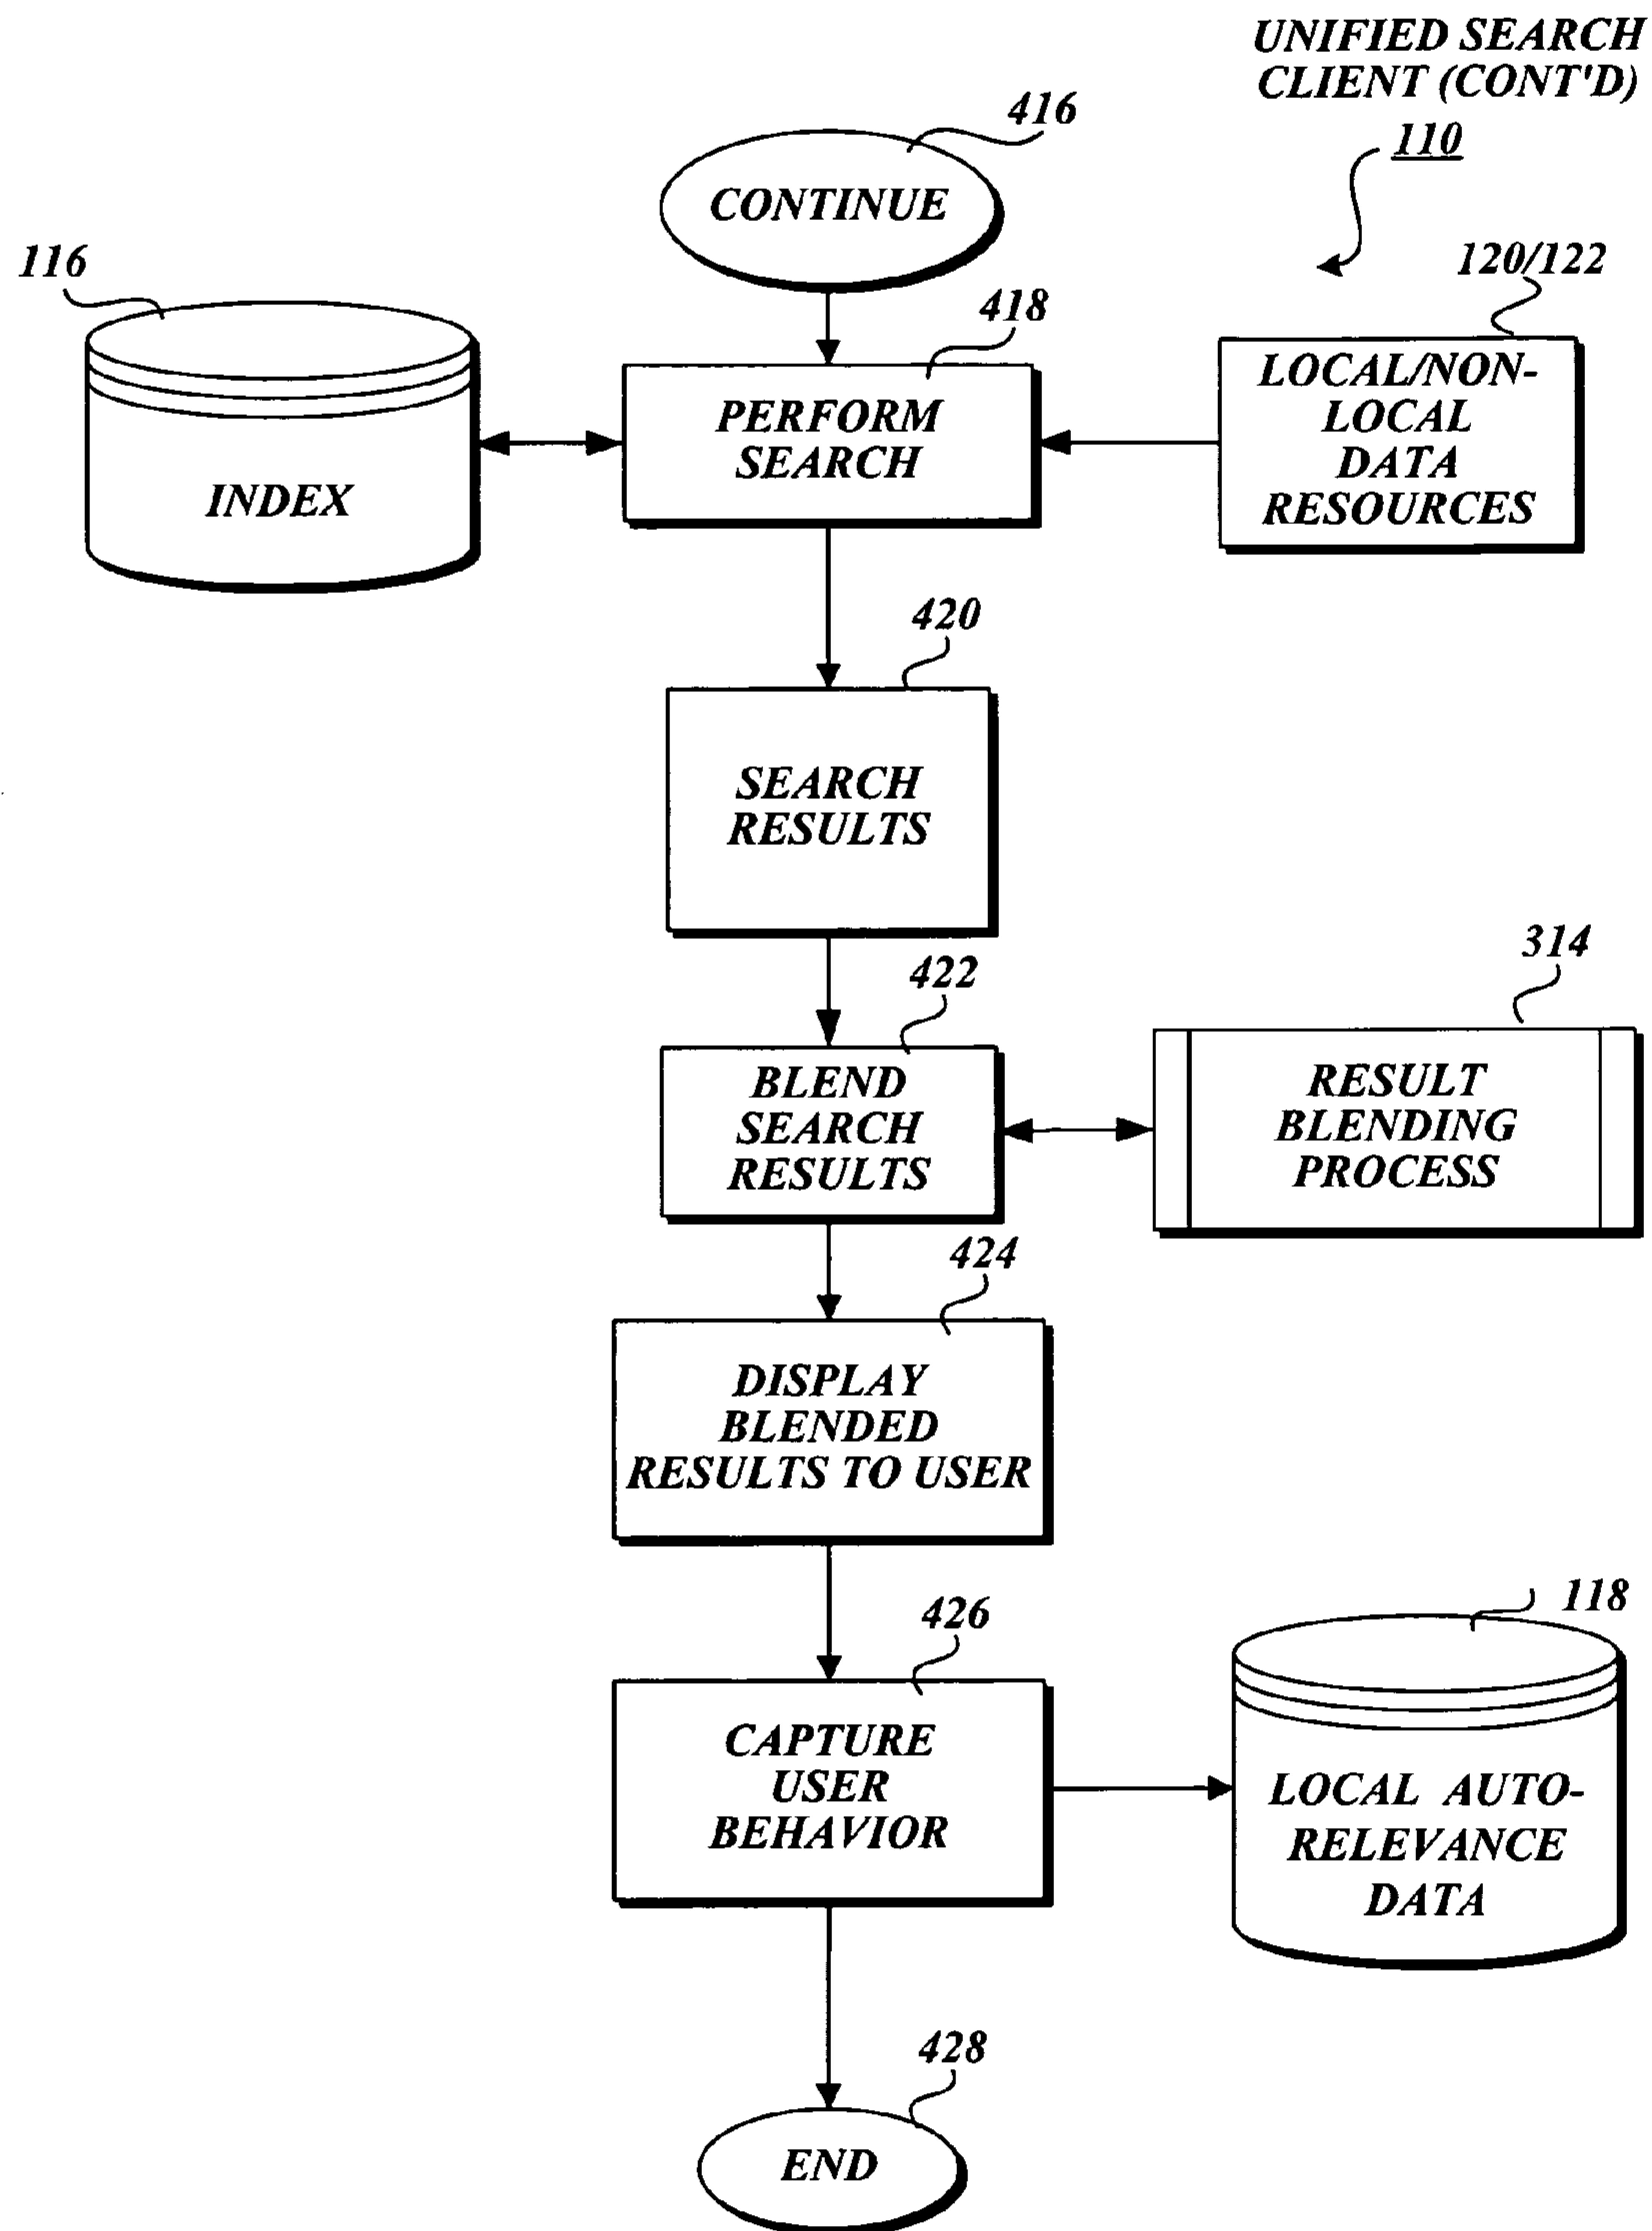 UNIFIED SEARCH
CLIENT (CONT'D)
110
416
CONTINUE
116
INDEX
418
PERFORM
SEARCH
120/122
LOCAL/NON-
LOCAL
DATA
RESOURCES
420
SEARCH
RESULTS
422
BLEND
SEARCH
RESULTS
314
RESULT
BLENDING
PROCESS
424
DISPLAY
BLENDED
RESULTS TO USER
426
CAPTURE
USER
BEHAVIOR
118
LOCAL AUTO-
RELEVANCE
DATA
428
END